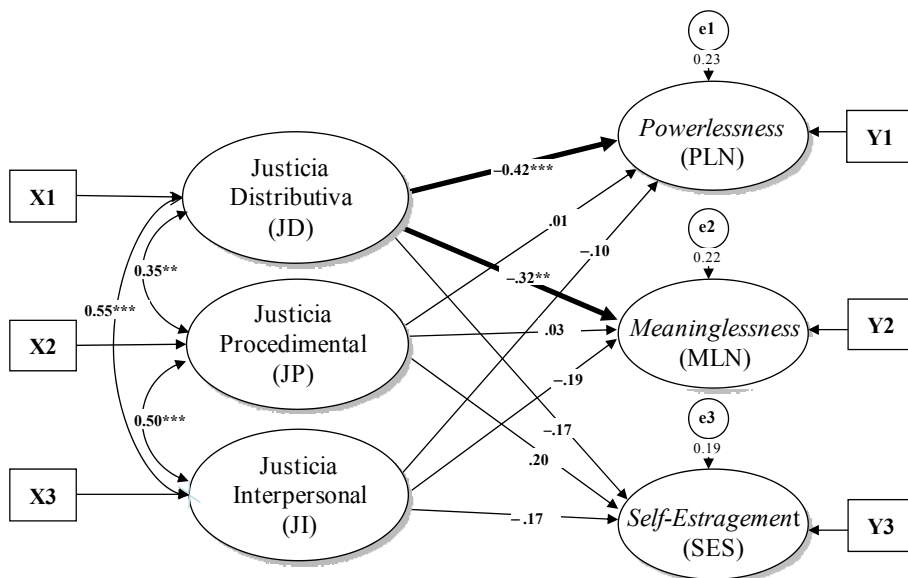 e1
0.23
Powerlessness
(PLN)
Y1
Justicia
Distributiva
(JD)
X1
–0.42***
.01
–.10
e2
0.22
0.35**
–.32**
0.55***
Justicia
Procedimental
(JP)
X2
.03
Meaninglessness
(MLN)
Y2
–.19
0.50***
–.17
.20
e3
0.19
Justicia
Interpersonal
(JI)
X3
–.17
Self-Estragement
(SES)
Y3